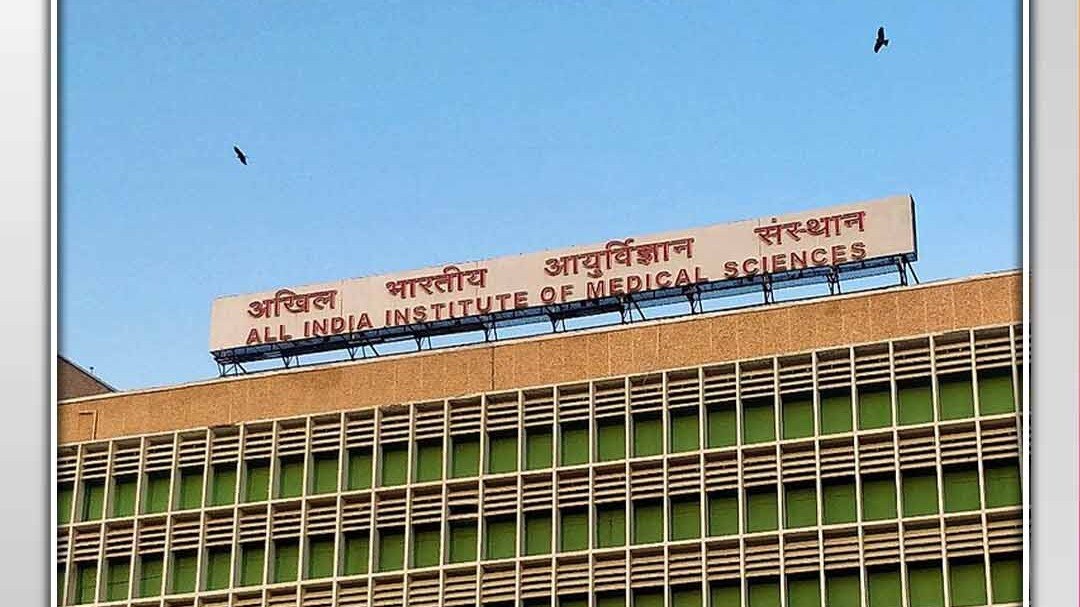 अखिल भारतीय आयुर्विज्ञान संस्थान
ALL INDIA INSTITUTE OF MEDICAL SCIENCES